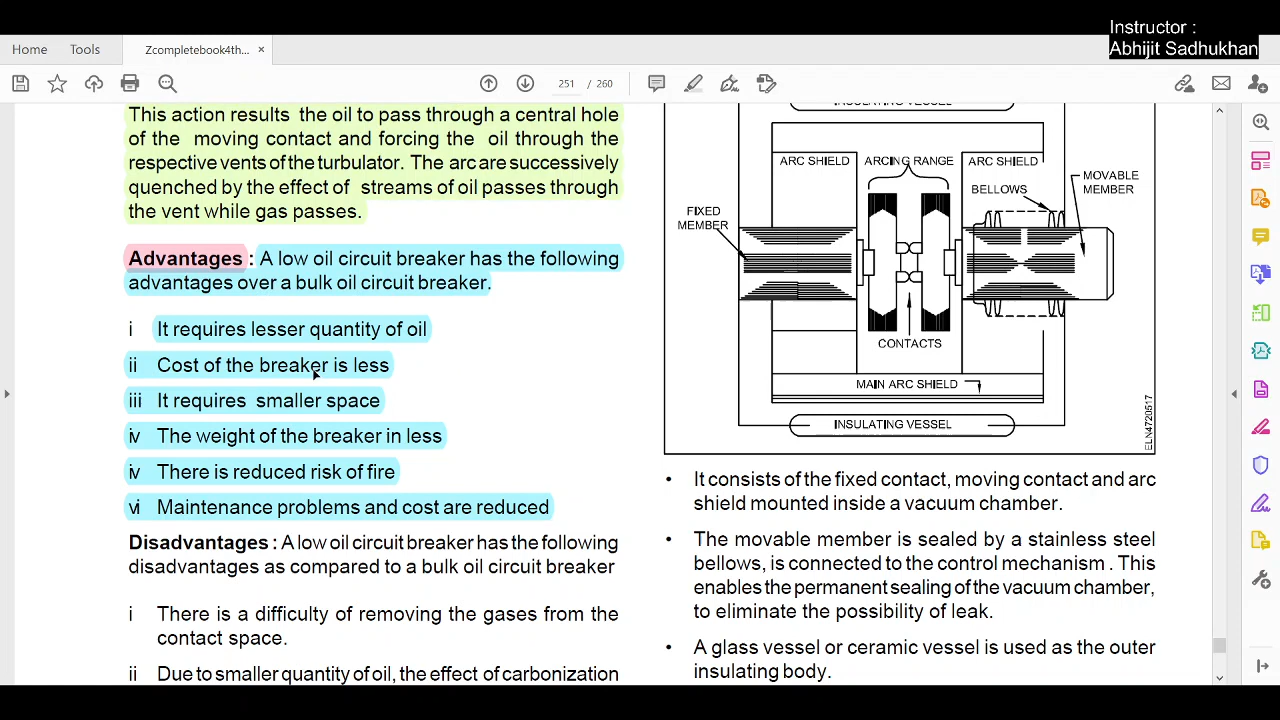 Instructor :
Abhijit Sadhukhan
Home Tools Zcompletebook4th... ×
251 / 260
This action results the oil to pass through a central hole
of the moving contact and forcing the oil through the
respective vents of the turbulator. The arc are successively
quenched by the effect of streams of oil passes through
the vent while gas passes.
Advantages : A low oil circuit breaker has the following
advantages over a bulk oil circuit breaker.
i It requires lesser quantity of oil
ii Cost of the breaker is less
iii It requires smaller space
iv The weight of the breaker in less
iv There is reduced risk of fire
vi Maintenance problems and cost are reduced
Disadvantages : A low oil circuit breaker has the following
disadvantages as compared to a bulk oil circuit breaker
i There is a difficulty of removing the gases from the
contact space.
ii Due to smaller quantity of oil, the effect of carbonization
INSULATING VESSEL
ARC SHIELD ARCING RANGE ARC SHIELD
BELLOWS
MOVABLE
MEMBER
FIXED
MEMBER
CONTACTS
MAIN ARC SHIELD
INSULATING VESSEL
ELN4720517
• It consists of the fixed contact, moving contact and arc
shield mounted inside a vacuum chamber.
• The movable member is sealed by a stainless steel
bellows, is connected to the control mechanism . This
enables the permanent sealing of the vacuum chamber,
to eliminate the possibility of leak.
• A glass vessel or ceramic vessel is used as the outer
insulating body.